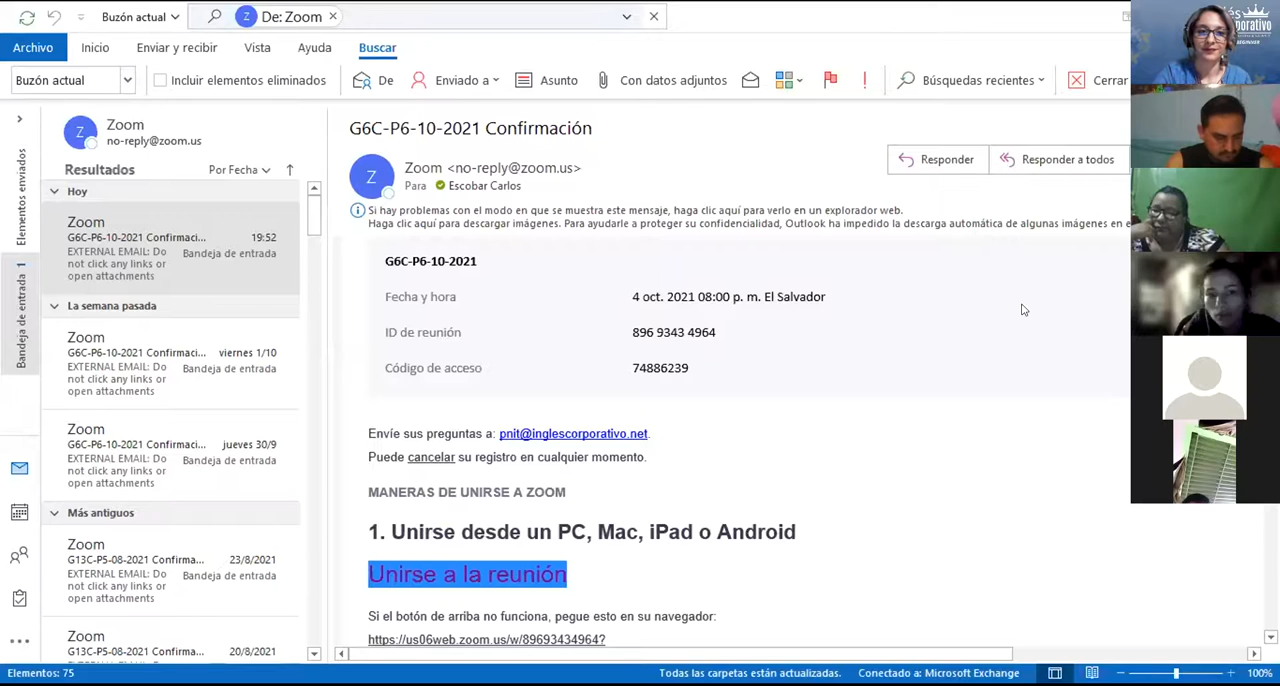 Buzón actual
Z De: Zoom
Archivo
Inicio
Enviar y recibir
Vista
Ayuda
Buscar
Buzón actual
Incluir elementos eliminados
De
Enviado a
Asunto
Con datos adjuntos
Búsquedas recientes
Cerrar
Elementos enviados
Bandeja de entrada 1
Z
Zoom
no-reply@zoom.us
Resultados
Por Fecha
Hoy
Zoom
G6C-P6-10-2021 Confirmaci... 19:52
EXTERNAL EMAIL: Do Bandeja de entrada
not click any links or
open attachments
La semana pasada
Zoom
G6C-P6-10-2021 Confirmaci... viernes 1/10
EXTERNAL EMAIL: Do Bandeja de entrada
not click any links or
open attachments
Zoom
G6C-P6-10-2021 Confirmaci... jueves 30/9
EXTERNAL EMAIL: Do Bandeja de entrada
not click any links or
open attachments
Más antiguos
Zoom
G13C-P5-08-2021 Confirma... 23/8/2021
EXTERNAL EMAIL: Do Bandeja de entrada
not click any links or
open attachments
Zoom
G13C-P5-08-2021 Confirma... 20/8/2021
EXTERNAL EMAIL: Do Bandeja de entrada
G6C-P6-10-2021 Confirmación
Z
Zoom <no-reply@zoom.us>
Para Escobar Carlos
Responder
Responder a todos
Si hay problemas con el modo en que se muestra este mensaje, haga clic aquí para verlo en un explorador web.
Haga clic aquí para descargar imágenes. Para ayudarle a proteger su confidencialidad, Outlook ha impedido la descarga automática de algunas imágenes en e
G6C-P6-10-2021
Fecha y hora 4 oct. 2021 08:00 p. m. El Salvador
ID de reunión 896 9343 4964
Código de acceso 74886239
Envíe sus preguntas a: pnit@inglescorporativo.net.
Puede cancelar su registro en cualquier momento.
MANERAS DE UNIRSE A ZOOM
1. Unirse desde un PC, Mac, iPad o Android
Unirse a la reunión
Si el botón de arriba no funciona, pegue esto en su navegador:
https://us06web.zoom.us/w/89693434964?
és
orporativo
BEGINNER
Elementos: 75
Todas las carpetas están actualizadas.
Conectado a: Microsoft Exchange
100%